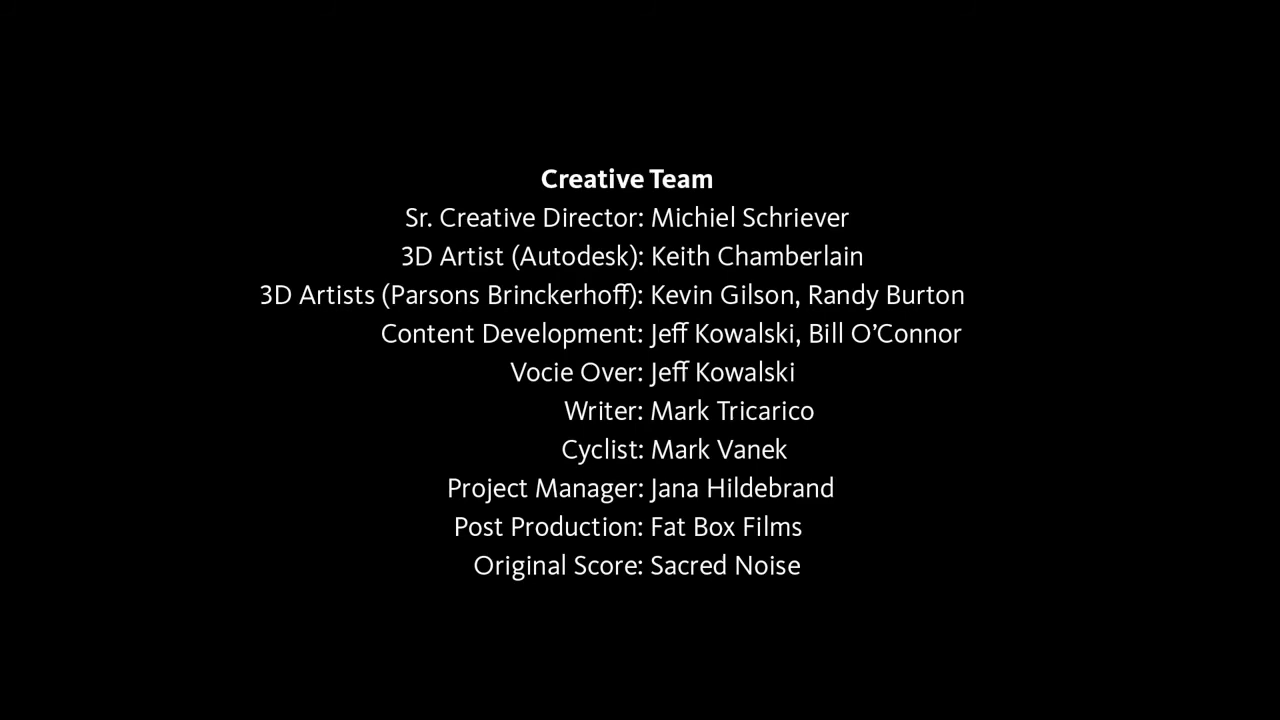 Creative Team
Sr. Creative Director: Michiel Schriever
3D Artist (Autodesk): Keith Chamberlain
3D Artists (Parsons Brinckerhoff): Kevin Gilson, Randy Burton
Content Development: Jeff Kowalski, Bill O’Connor
Vocie Over: Jeff Kowalski
Writer: Mark Tricarico
Cyclist: Mark Vanek
Project Manager: Jana Hildebrand
Post Production: Fat Box Films
Original Score: Sacred Noise